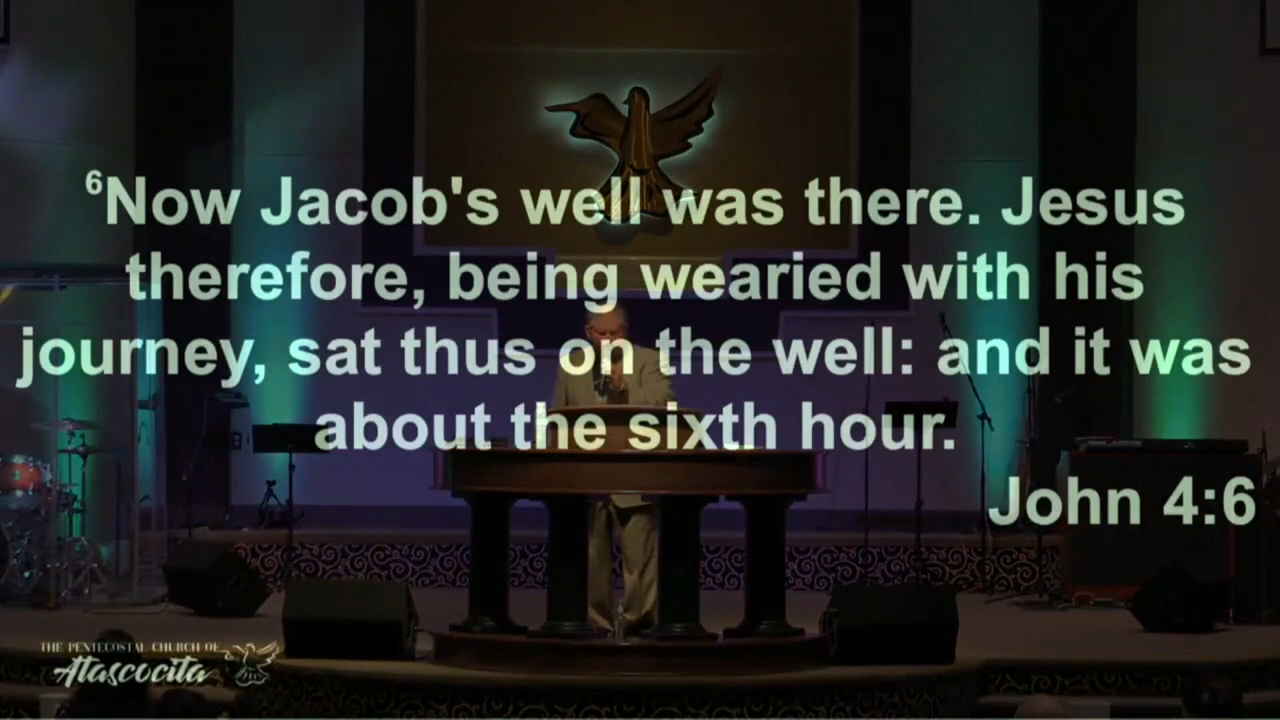 ⁶Now Jacob's well was there. Jesus
therefore, being wearied with his
journey, sat thus on the well: and it was
about the sixth hour.
John 4:6
THE PENTECOSTAL CHURCH OF
Atascocita